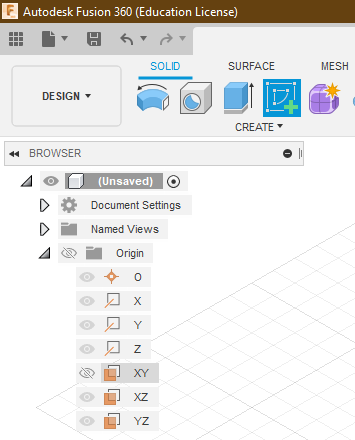 Autodesk Fusion 360 (Education License)
SOLID SURFACE MESH
DESIGN
CREATE
BROWSER
(Unsaved)
Document Settings
Named Views
Origin
O
X
Y
Z
XY
XZ
YZ